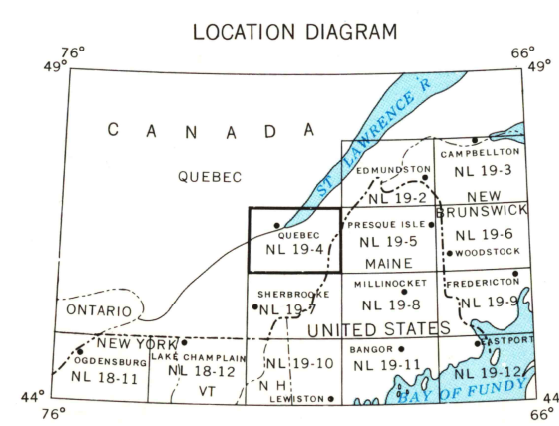 LOCATION DIAGRAM
76°
66°
49°
49°
CANADA
ST. LAWRENCE R
QUEBEC
CAMPBELLTON
NL 19-3
EDMUNDSTON
NL 19-2
NEW
BRUNSWICK
QUEBEC
NL 19-4
PRESQUE ISLE
NL 19-5
NL 19-6
WOODSTOCK
MAINE
SHERBROOKE
NL 19-7
MILLINOCKET
NL 19-8
FREDERICTON
NL 19-9
ONTARIO
UNITED STATES
NEW YORK
OGDENSBURG
NL 18-11
LAKE CHAMPLAIN
NL 18-12
VT
NL 19-10
N H
LEWISTON
BANGOR
NL 19-11
EASTPORT
NL 19-12
BAY OF FUNDY
44°
44
76°
66°